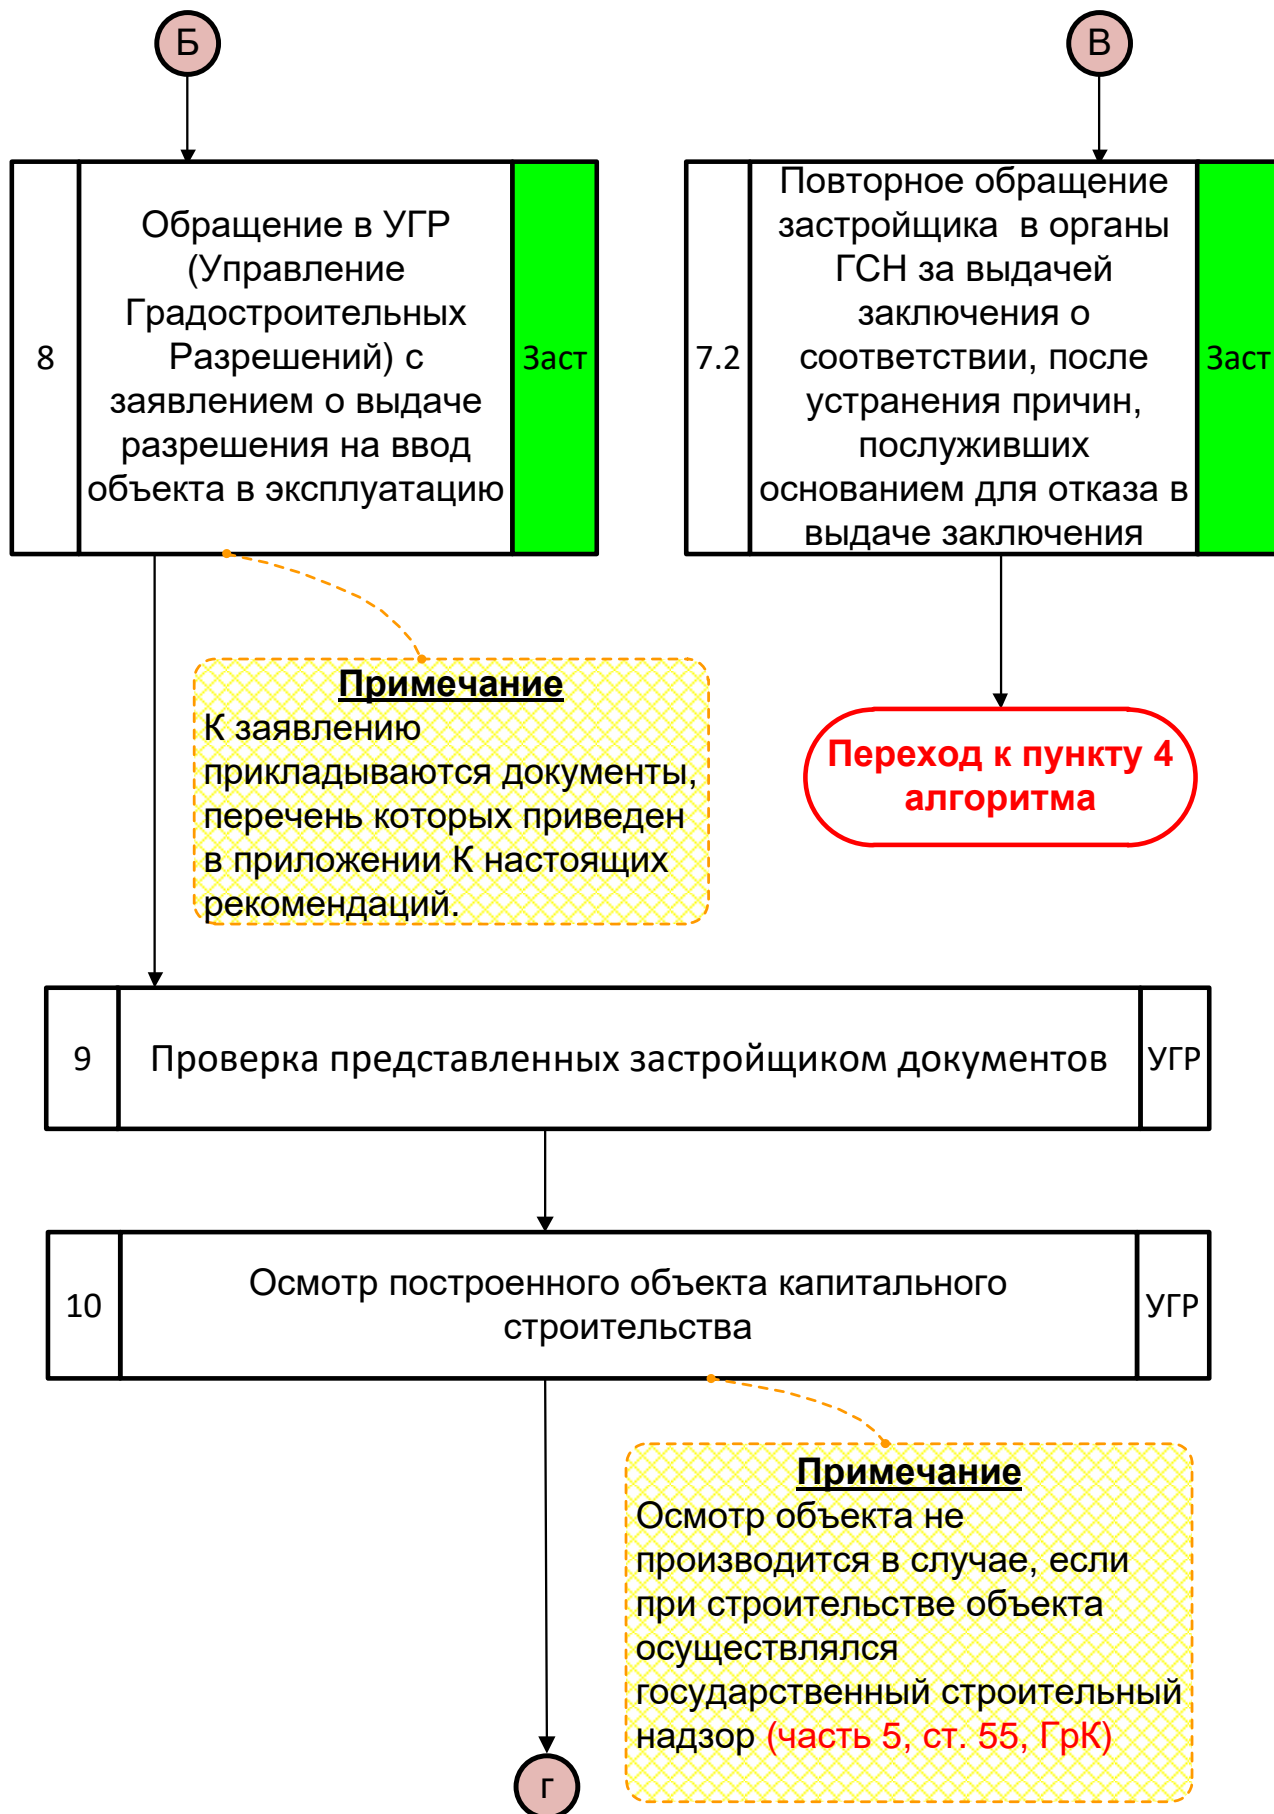 Б
В
8
Обращение в УГР
(Управление
Градостроительных
Разрешений) с
заявлением о выдаче
разрешения на ввод
объекта в эксплуатацию
Заст
7.2
Повторное обращение
застройщика в органы
ГСН за выдачей
заключения о
соответствии, после
устранения причин,
послуживших
основанием для отказа в
выдаче заключения
Заст
Примечание
К заявлению
прикладываются документы,
перечень которых приведен
в приложении К настоящих
рекомендаций.
Переход к пункту 4
алгоритма
9
Проверка представленных застройщиком документов
УГР
10
Осмотр построенного объекта капитального
строительства
УГР
Примечание
Осмотр объекта не
производится в случае, если
при строительстве объекта
осуществлялся
государственный строительный
надзор (часть 5, ст. 55, ГрК)
Г